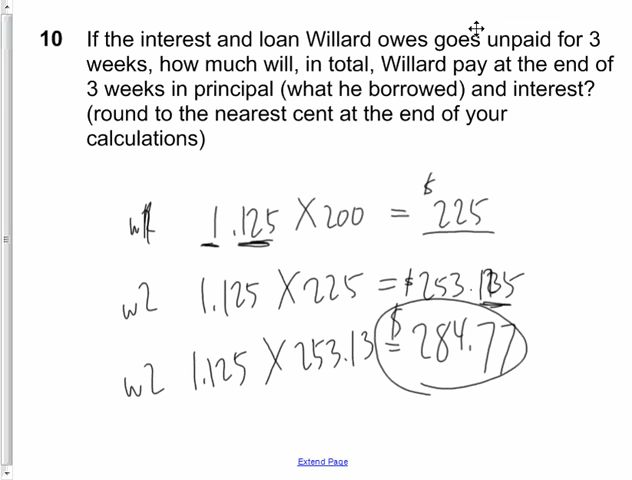 10 If the interest and loan Willard owes goes unpaid for 3
weeks, how much will, in total, Willard pay at the end of
3 weeks in principal (what he borrowed) and interest?
(round to the nearest cent at the end of your
calculations)
w1 1.125 X 200 = $225
w2 1.125 X 225 = $253.125
w2 1.125 X 253.13 = $284.77
Extend Page